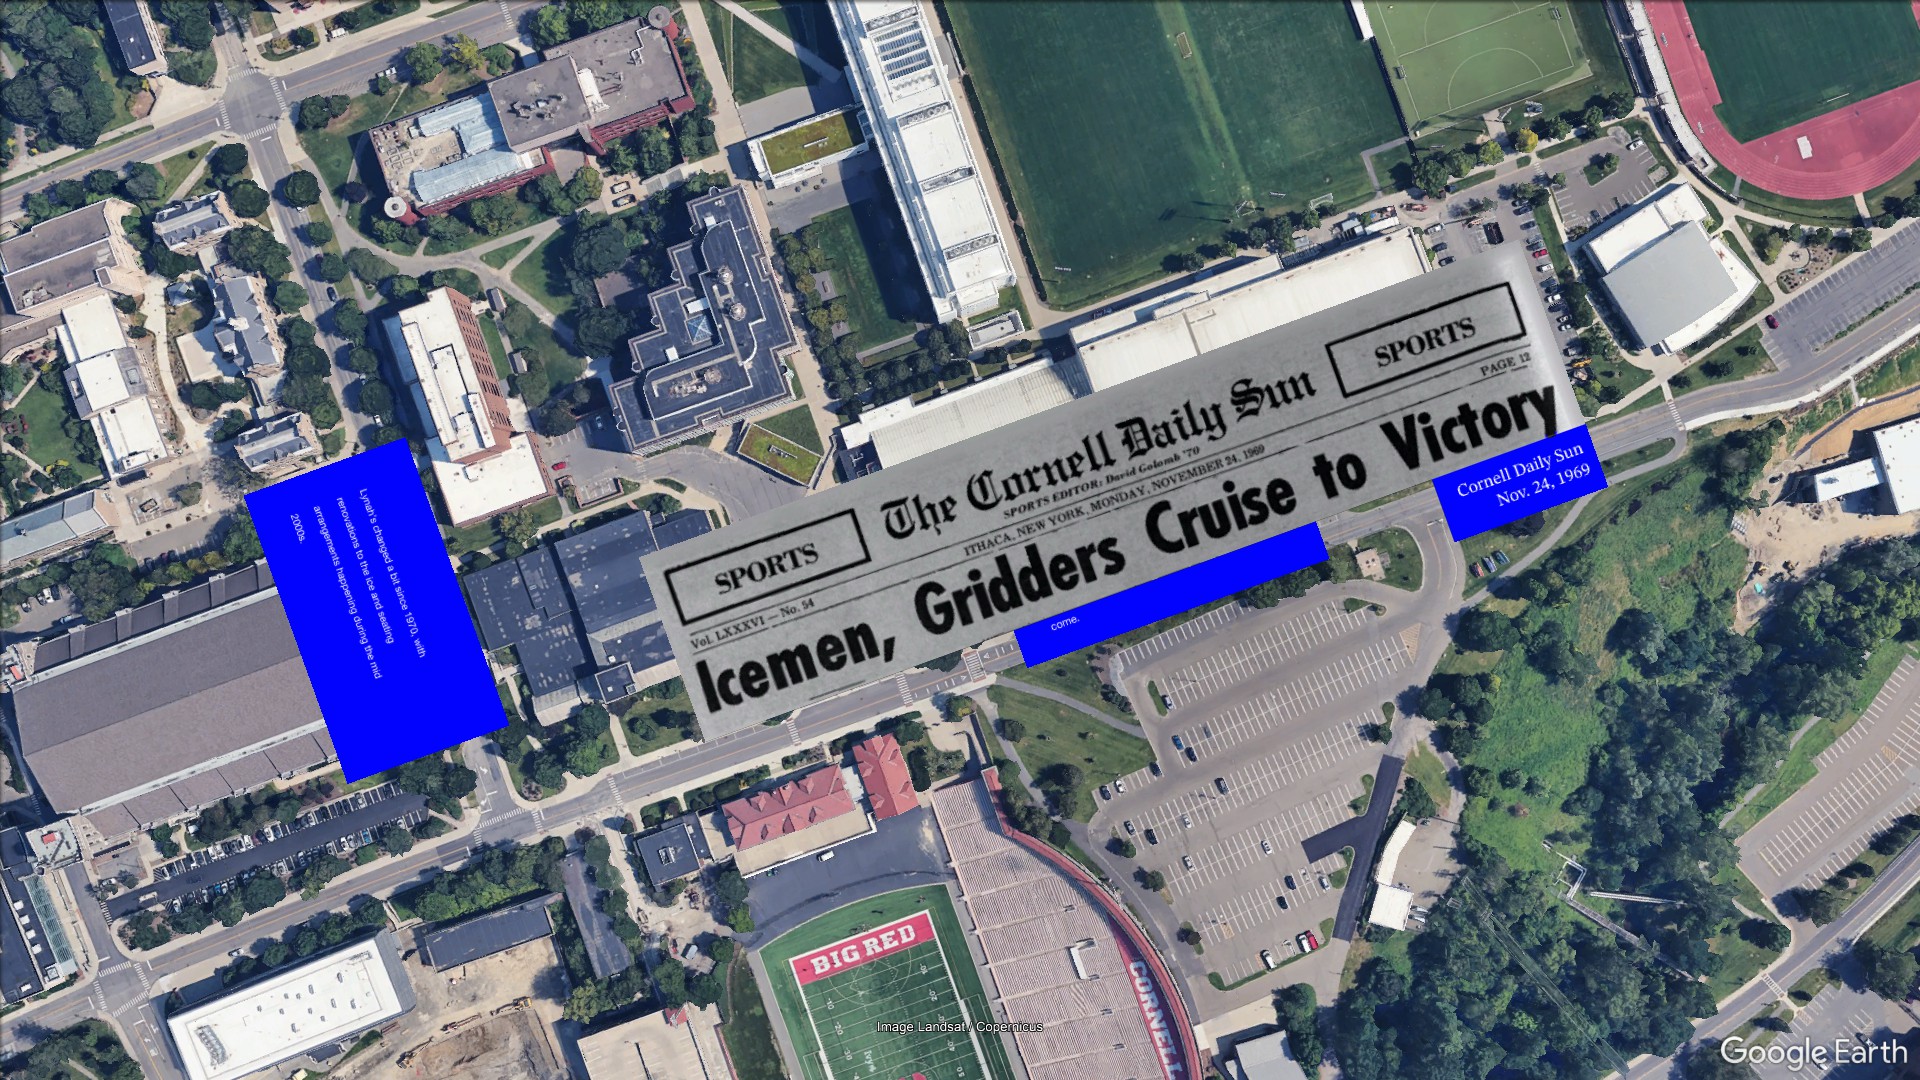 SPORTS
The Cornell Daily Sun
SPORTS
SPORTS EDITOR: David Golomb '70
Vol. LXXXVI — No. 54
ITHACA, NEW YORK, MONDAY, NOVEMBER 24, 1969
PAGE 12
Icemen, Gridders Cruise to Victory
Cornell Daily Sun
Nov. 24, 1969
come.
Lynah's changed a bit since 1970, with
renovations to the ice and seating
arrangements happening during the mid
2000s.
BIG RED
CORNELL
Image Landsat / Copernicus
Google Earth